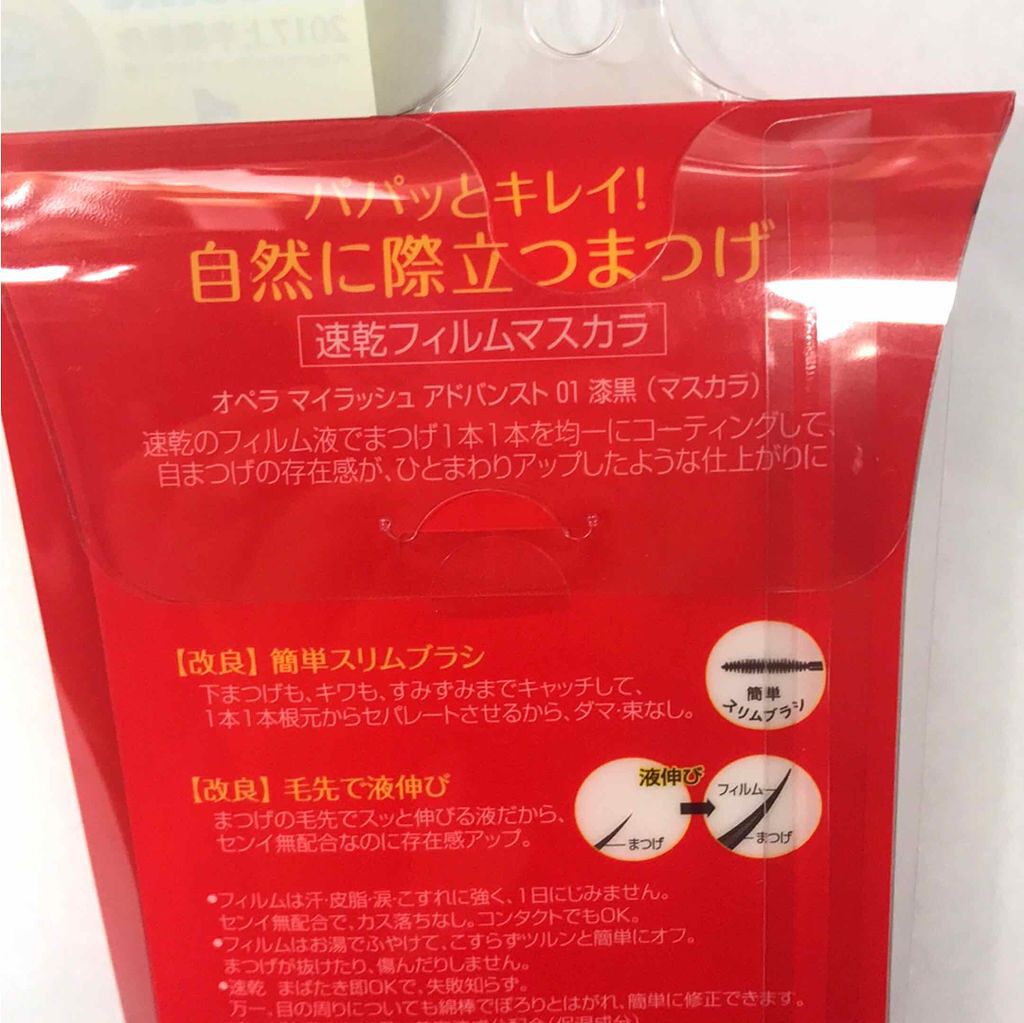 パパッとキレイ!
自然に際立つまつげ
速乾フィルムマスカラ
オペラ マイラッシュ アドバンスト 01 漆黒（マスカラ）
速乾のフィルム液でまつげ1本1本を均一にコーティングして、
自まつげの存在感が、ひとまわりアップしたような仕上がりに
【改良】簡単スリムブラシ
下まつげも、キワも、すみずみまでキャッチして、
1本1本根元からセパレートさせるから、ダマ・束なし。
簡単
スリムブラシ
【改良】毛先で液伸び
まつげの毛先でスッと伸びる液だから、
センイ無配合なのに存在感アップ。
液伸び
まつげ
フィルム
まつげ
•フィルムは汗・皮脂・涙・こすれに強く、1日にじみません。
センイ無配合で、カス落ちなし。コンタクトでもOK。
•フィルムはお湯でふやけて、こすらずツルンと簡単にオフ。
まつげが抜けたり、傷んだりしません。
•速乾 まばたき即OKで、失敗知らず。
万一、目の周りについても綿棒でぽろりとはがれ、簡単に修正できます。